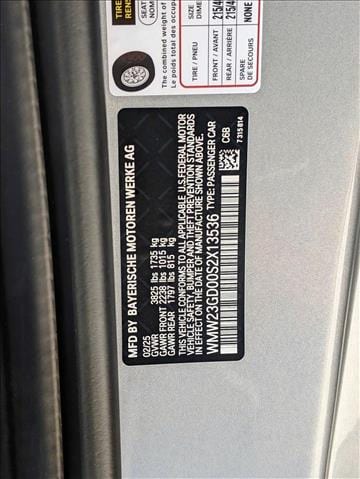 TIRE
SEAT
The combined weight of
Le poids total des occup
SIZE
TIRE / PNEU
DIME
FRONT / AVANT
215/4
REAR / ARRIÈRE
215/4
SPARE
DE SECOURS
NONE
MFD BY BAYERISCHE MOTOREN WERKE AG
02/25
GVWR 3825 lbs 1735 kg
GAWR FRONT 2238 lbs 1015 kg
GAWR REAR 1797 lbs 815 kg
THIS VEHICLE CONFORMS TO ALL APPLICABLE U.S. FEDERAL MOTOR
VEHICLE SAFETY, BUMPER AND THEFT PREVENTION STANDARDS
IN EFFECT ON THE DATE OF MANUFACTURE SHOWN ABOVE.
WMW23GD00S2X13536 TYPE: PASSENGER CAR
C6B
7315814